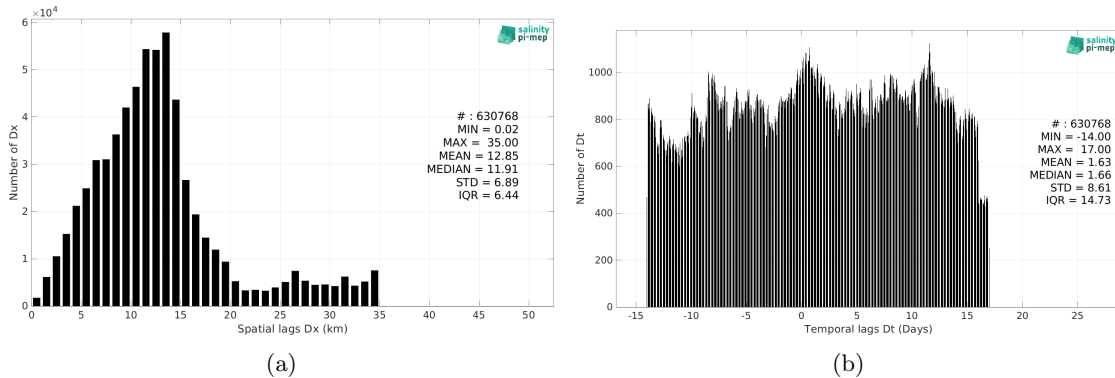 ×10⁴
6
5
4
3
2
1
0
Number of Dx
salinity
pi-mep
# : 630768
MIN = 0.02
MAX = 35.00
MEAN = 12.85
MEDIAN = 11.91
STD = 6.89
IQR = 6.44
0 5 10 15 20 25 30 35 40 45 50
Spatial lags Dx (km)
(a)
1000
800
600
400
200
0
Number of Dt
salinity
pi-mep
# : 630768
MIN = -14.00
MAX = 17.00
MEAN = 1.63
MEDIAN = 1.66
STD = 8.61
IQR = 14.73
-15 -10 -5 0 5 10 15 20 25
Temporal lags Dt (Days)
(b)